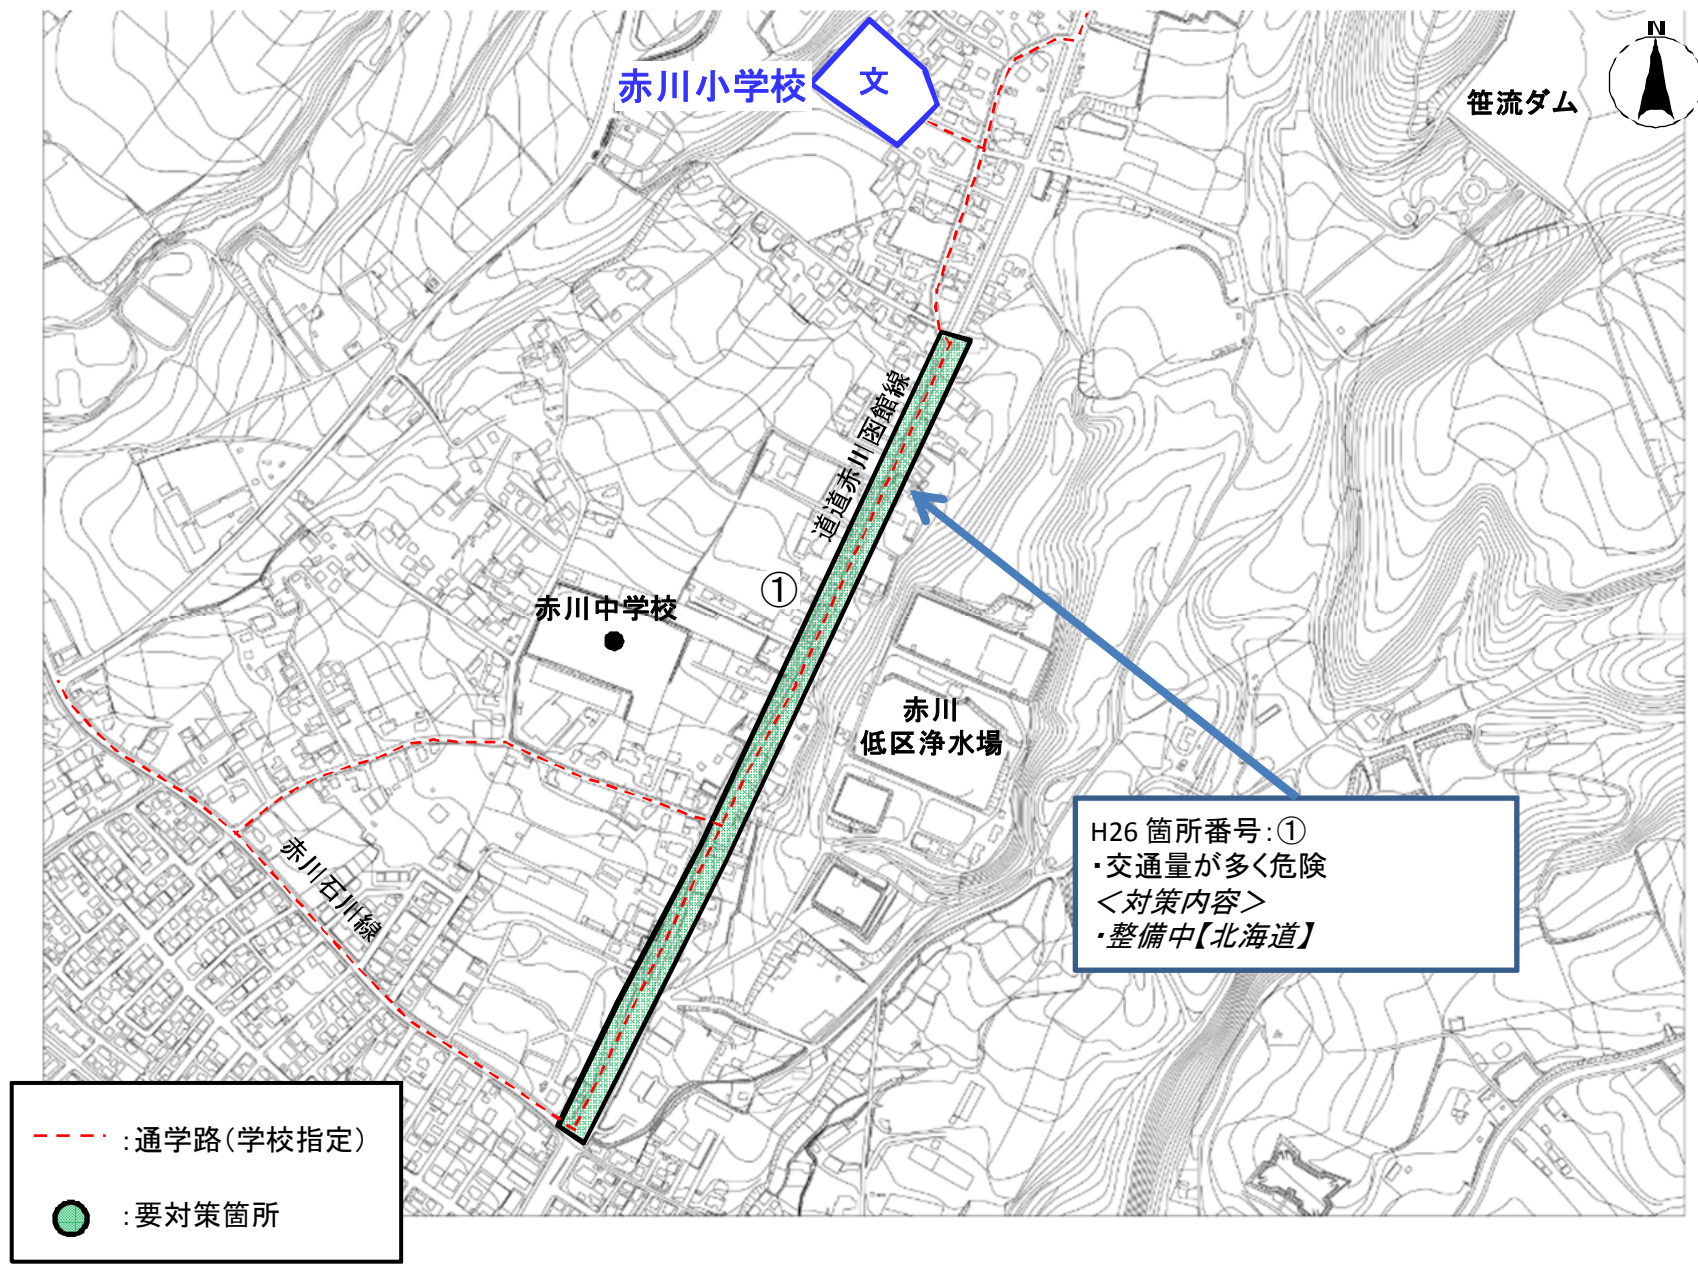 N
赤川小学校
文
笹流ダム
道道赤川函館線
①
赤川中学校
赤川
低区浄水場
赤川石川線
H26 箇所番号:①
・交通量が多く危険
＜対策内容＞
・整備中【北海道】
:通学路(学校指定)
:要対策箇所